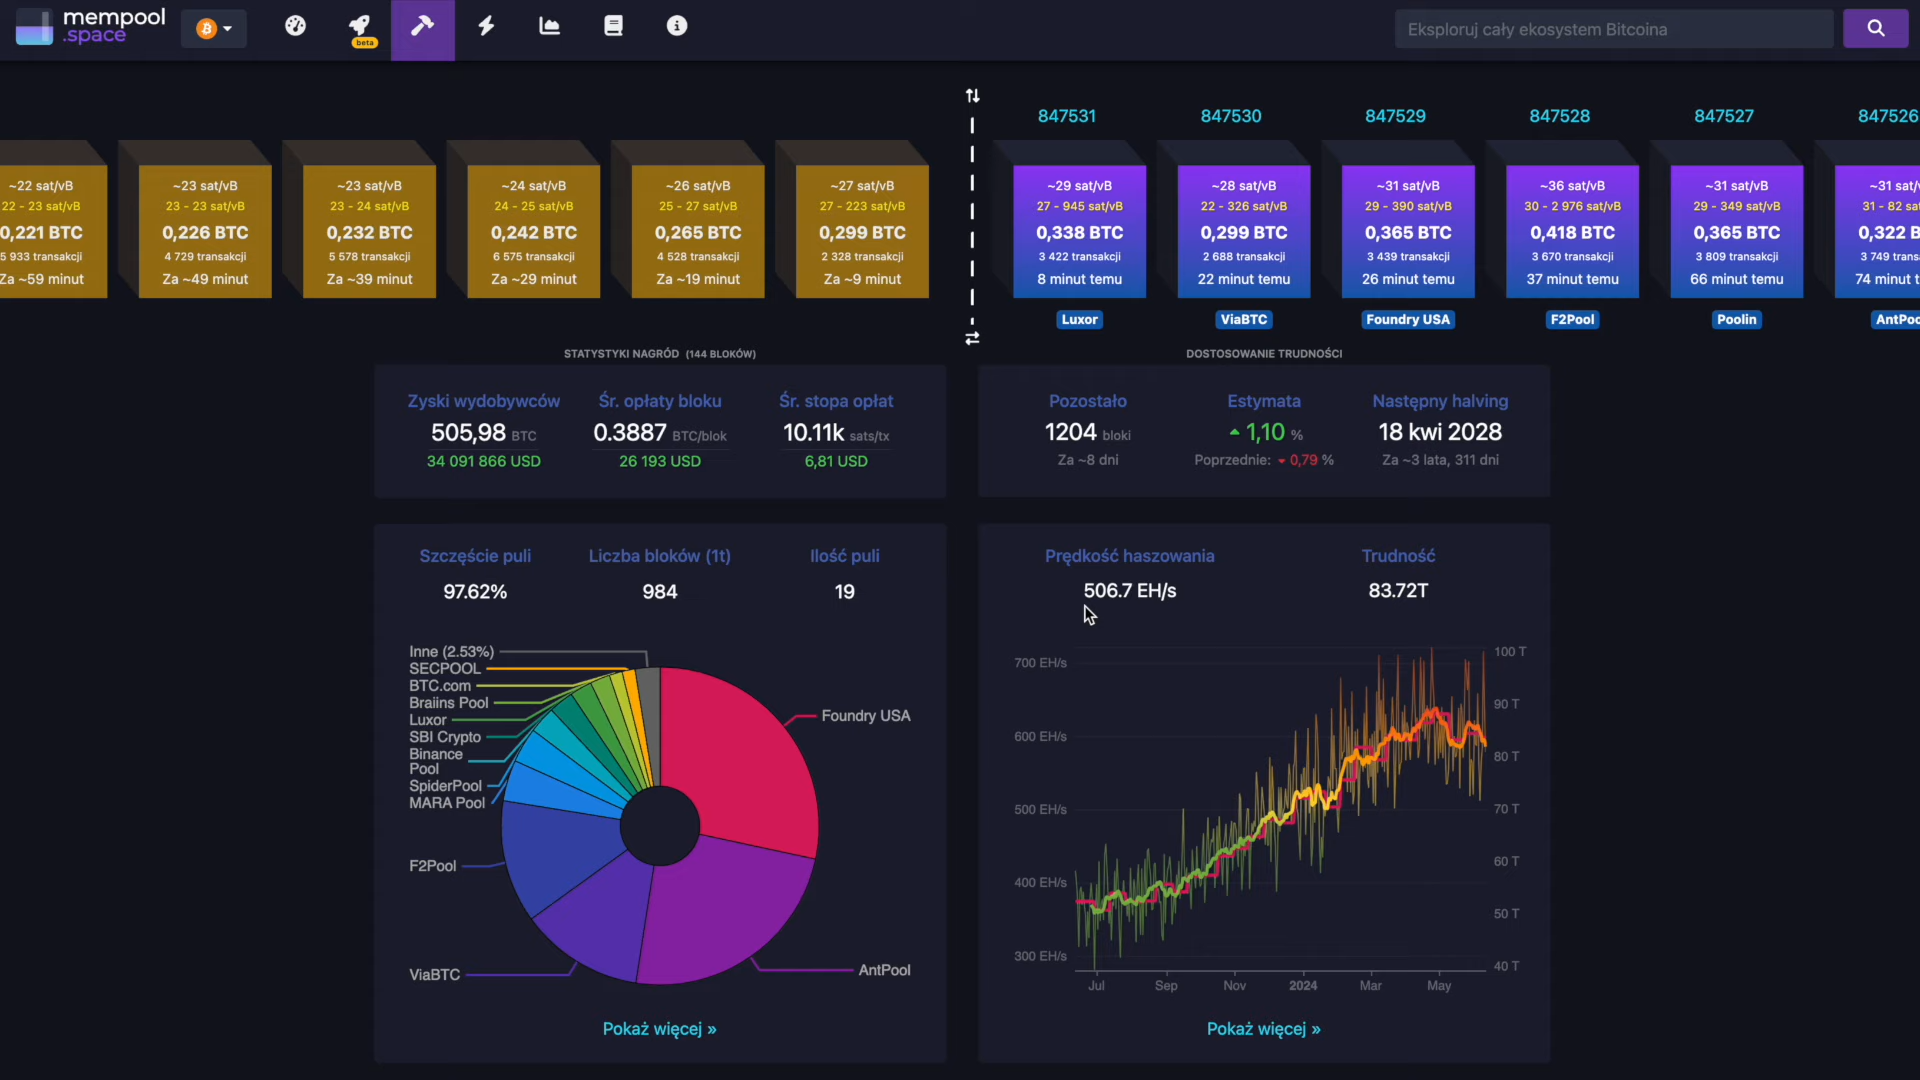 mempool
.space
beta
Eksploruj cały ekosystem Bitcoina
~22 sat/vB
22 - 23 sat/vB
0,221 BTC
5 933 transakcji
Za ~59 minut
~23 sat/vB
23 - 23 sat/vB
0,226 BTC
4 729 transakcji
Za ~49 minut
~23 sat/vB
23 - 24 sat/vB
0,232 BTC
5 578 transakcji
Za ~39 minut
~24 sat/vB
24 - 25 sat/vB
0,242 BTC
6 575 transakcji
Za ~29 minut
~26 sat/vB
25 - 27 sat/vB
0,265 BTC
4 528 transakcji
Za ~19 minut
~27 sat/vB
27 - 223 sat/vB
0,299 BTC
2 328 transakcji
Za ~9 minut
847531
~29 sat/vB
27 - 945 sat/vB
0,338 BTC
3 422 transakcji
8 minut temu
Luxor
847530
~28 sat/vB
22 - 326 sat/vB
0,299 BTC
2 688 transakcji
22 minut temu
ViaBTC
847529
~31 sat/vB
29 - 390 sat/vB
0,365 BTC
3 439 transakcji
26 minut temu
Foundry USA
847528
~36 sat/vB
30 - 2 976 sat/vB
0,418 BTC
3 670 transakcji
37 minut temu
F2Pool
847527
~31 sat/vB
29 - 349 sat/vB
0,365 BTC
3 809 transakcji
66 minut temu
Poolin
847526
~31 sat/v
31 - 82 sat
0,322 B
3 749 trans
74 minut t
AntPoo
STATYSTYKI NAGRÓD (144 BLOKÓW)
Zyski wydobywców
505,98 BTC
34 091 866 USD
Śr. opłaty bloku
0.3887 BTC/blok
26 193 USD
Śr. stopa opłat
10.11k sats/tx
6,81 USD
DOSTOSOWANIE TRUDNOŚCI
Pozostało
1204 bloki
Za ~8 dni
Estymata
1,10 %
Poprzednie: 0,79 %
Następny halving
18 kwi 2028
Za ~3 lata, 311 dni
Szczęście puli
97.62%
Liczba bloków (1t)
984
Ilość puli
19
Inne (2.53%)
SECPOOL
BTC.com
Braiins Pool
Luxor
SBI Crypto
Binance
Pool
SpiderPool
MARA Pool
F2Pool
ViaBTC
Foundry USA
AntPool
Pokaż więcej »
Prędkość haszowania
506.7 EH/s
Trudność
83.72T
700 EH/s
600 EH/s
500 EH/s
400 EH/s
300 EH/s
100 T
90 T
80 T
70 T
60 T
50 T
40 T
Jul
Sep
Nov
2024
Mar
May
Pokaż więcej »